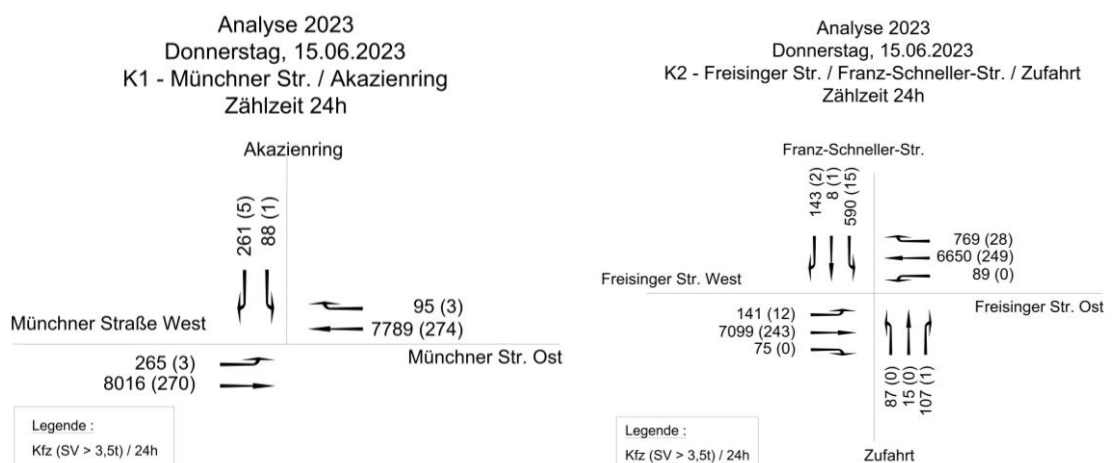 Analyse 2023
Donnerstag, 15.06.2023
K1 - Münchner Str. / Akazienring
Zählzeit 24h
Akazienring
261 (5)
88 (1)
95 (3)
7789 (274)
Münchner Straße West
Münchner Str. Ost
265 (3)
8016 (270)
Legende :
Kfz (SV > 3,5t) / 24h
Analyse 2023
Donnerstag, 15.06.2023
K2 - Freisinger Str. / Franz-Schneller-Str. / Zufahrt
Zählzeit 24h
Franz-Schneller-Str.
143 (2)
8 (1)
590 (15)
769 (28)
6650 (249)
89 (0)
Freisinger Str. West
Freisinger Str. Ost
141 (12)
7099 (243)
75 (0)
87 (0)
15 (0)
107 (1)
Legende :
Kfz (SV > 3,5t) / 24h
Zufahrt